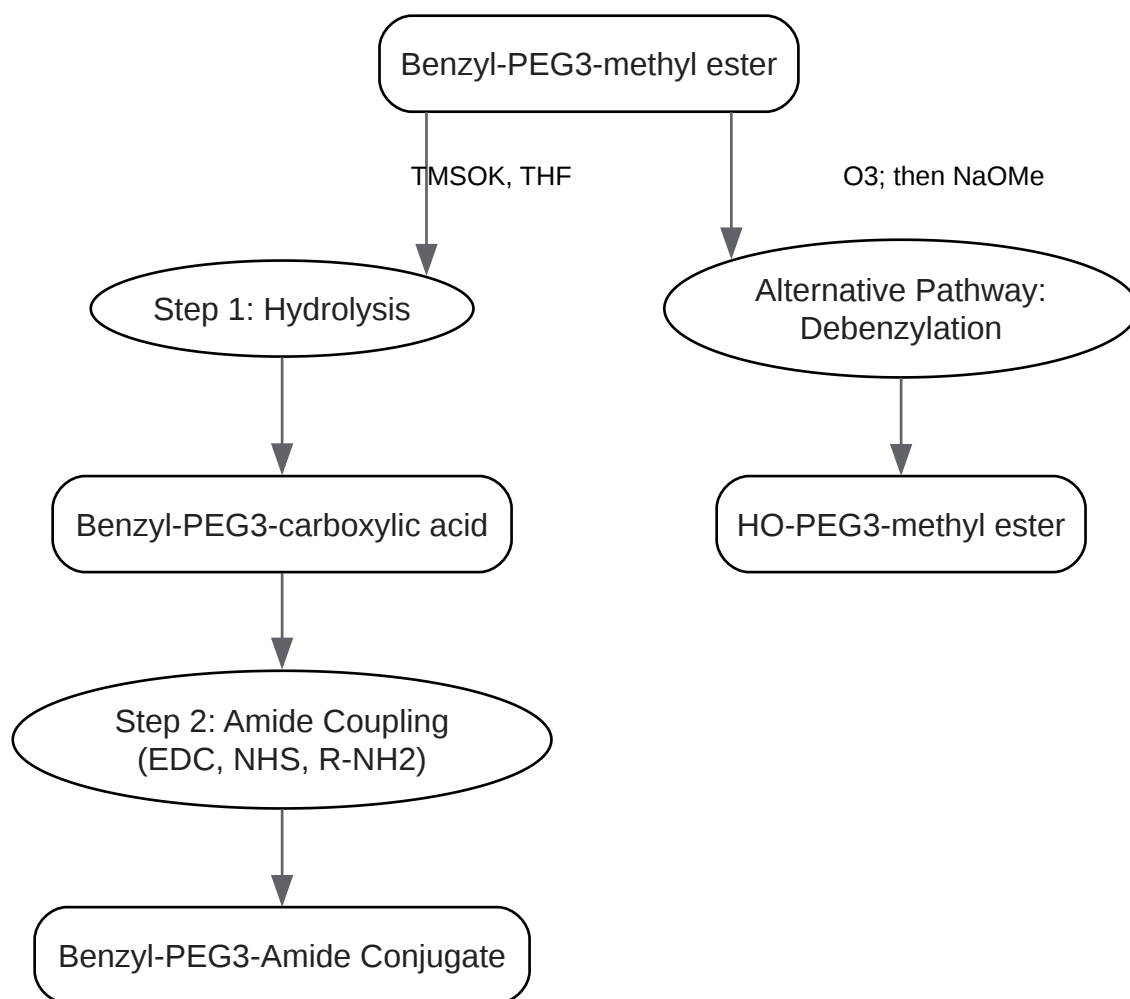 Benzyl-PEG3-methyl ester
TMSOK, THF
O3; then NaOMe
Step 1: Hydrolysis
Alternative Pathway:
Debenzylation
Benzyl-PEG3-carboxylic acid
HO-PEG3-methyl ester
Step 2: Amide Coupling
(EDC, NHS, R-NH2)
Benzyl-PEG3-Amide Conjugate